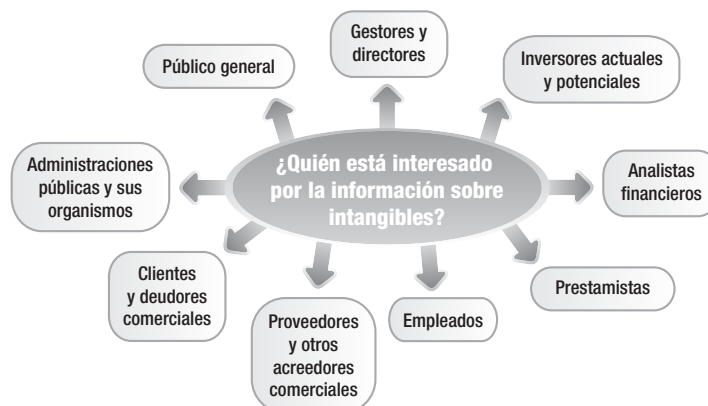 Gestores y
directores
Público general
Inversores actuales
y potenciales
¿Quién está interesado
por la información sobre
intangibles?
Administraciones
públicas y sus
organismos
Analistas
financieros
Clientes
y deudores
comerciales
Prestamistas
Proveedores
y otros
acreedores
comerciales
Empleados